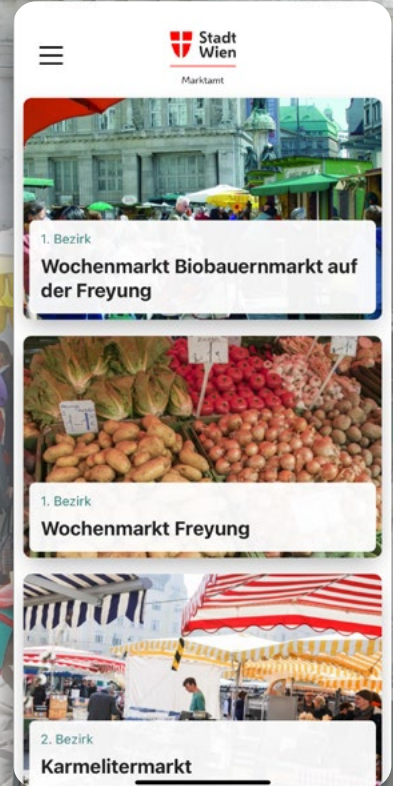 Stadt
Wien
Marktamt
1. Bezirk
Wochenmarkt Biobauernmarkt auf
der Freyung
1. Bezirk
Wochenmarkt Freyung
2. Bezirk
Karmelitermarkt